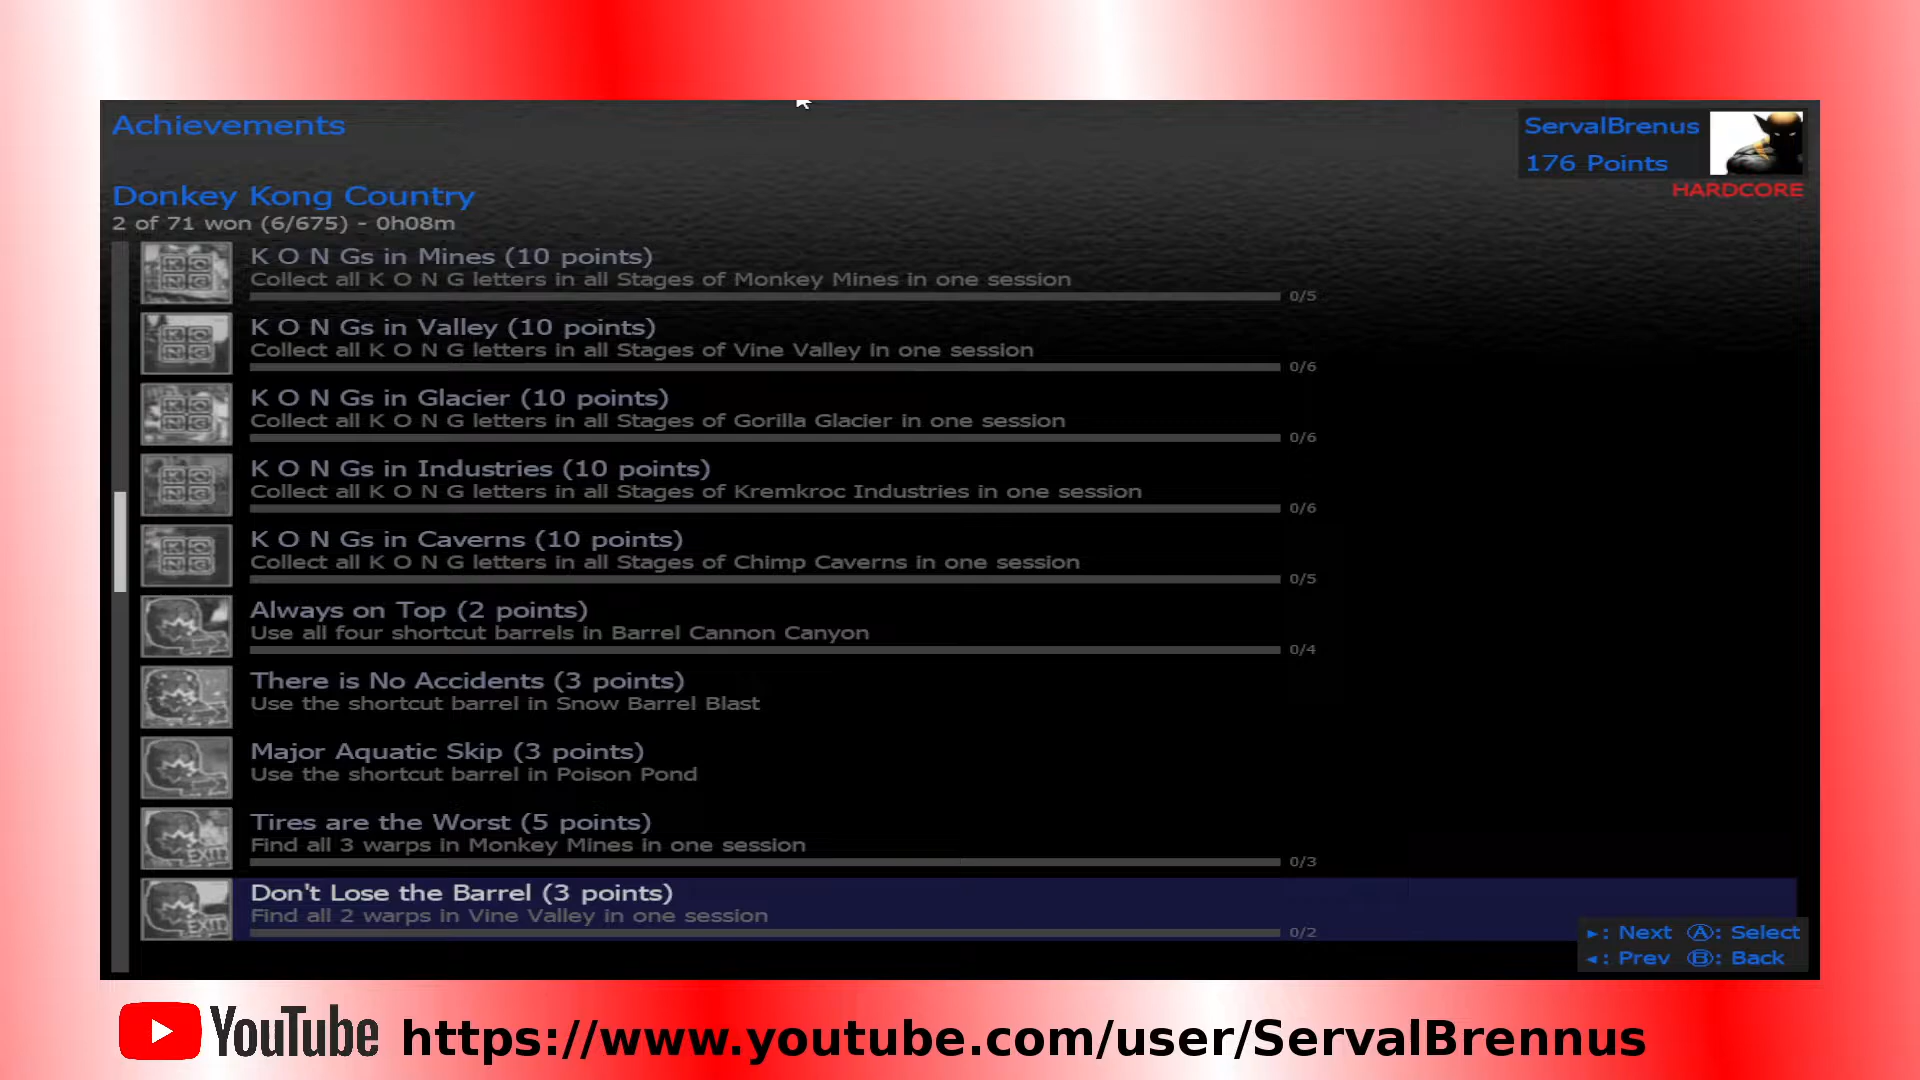 Achievements
ServalBrenus
176 Points
HARDCORE
Donkey Kong Country
2 of 71 won (6/675) - 0h08m
K O N Gs in Mines (10 points)
Collect all K O N G letters in all Stages of Monkey Mines in one session
0/5
K O N Gs in Valley (10 points)
Collect all K O N G letters in all Stages of Vine Valley in one session
0/6
K O N Gs in Glacier (10 points)
Collect all K O N G letters in all Stages of Gorilla Glacier in one session
0/6
K O N Gs in Industries (10 points)
Collect all K O N G letters in all Stages of Kremkroc Industries in one session
0/6
K O N Gs in Caverns (10 points)
Collect all K O N G letters in all Stages of Chimp Caverns in one session
0/5
Always on Top (2 points)
Use all four shortcut barrels in Barrel Cannon Canyon
0/4
There is No Accidents (3 points)
Use the shortcut barrel in Snow Barrel Blast
Major Aquatic Skip (3 points)
Use the shortcut barrel in Poison Pond
EXIT
Tires are the Worst (5 points)
Find all 3 warps in Monkey Mines in one session
0/3
EXIT
Don't Lose the Barrel (3 points)
Find all 2 warps in Vine Valley in one session
0/2
►: Next Ⓐ: Select
◄: Prev Ⓑ: Back
YouTube https://www.youtube.com/user/ServalBrennus